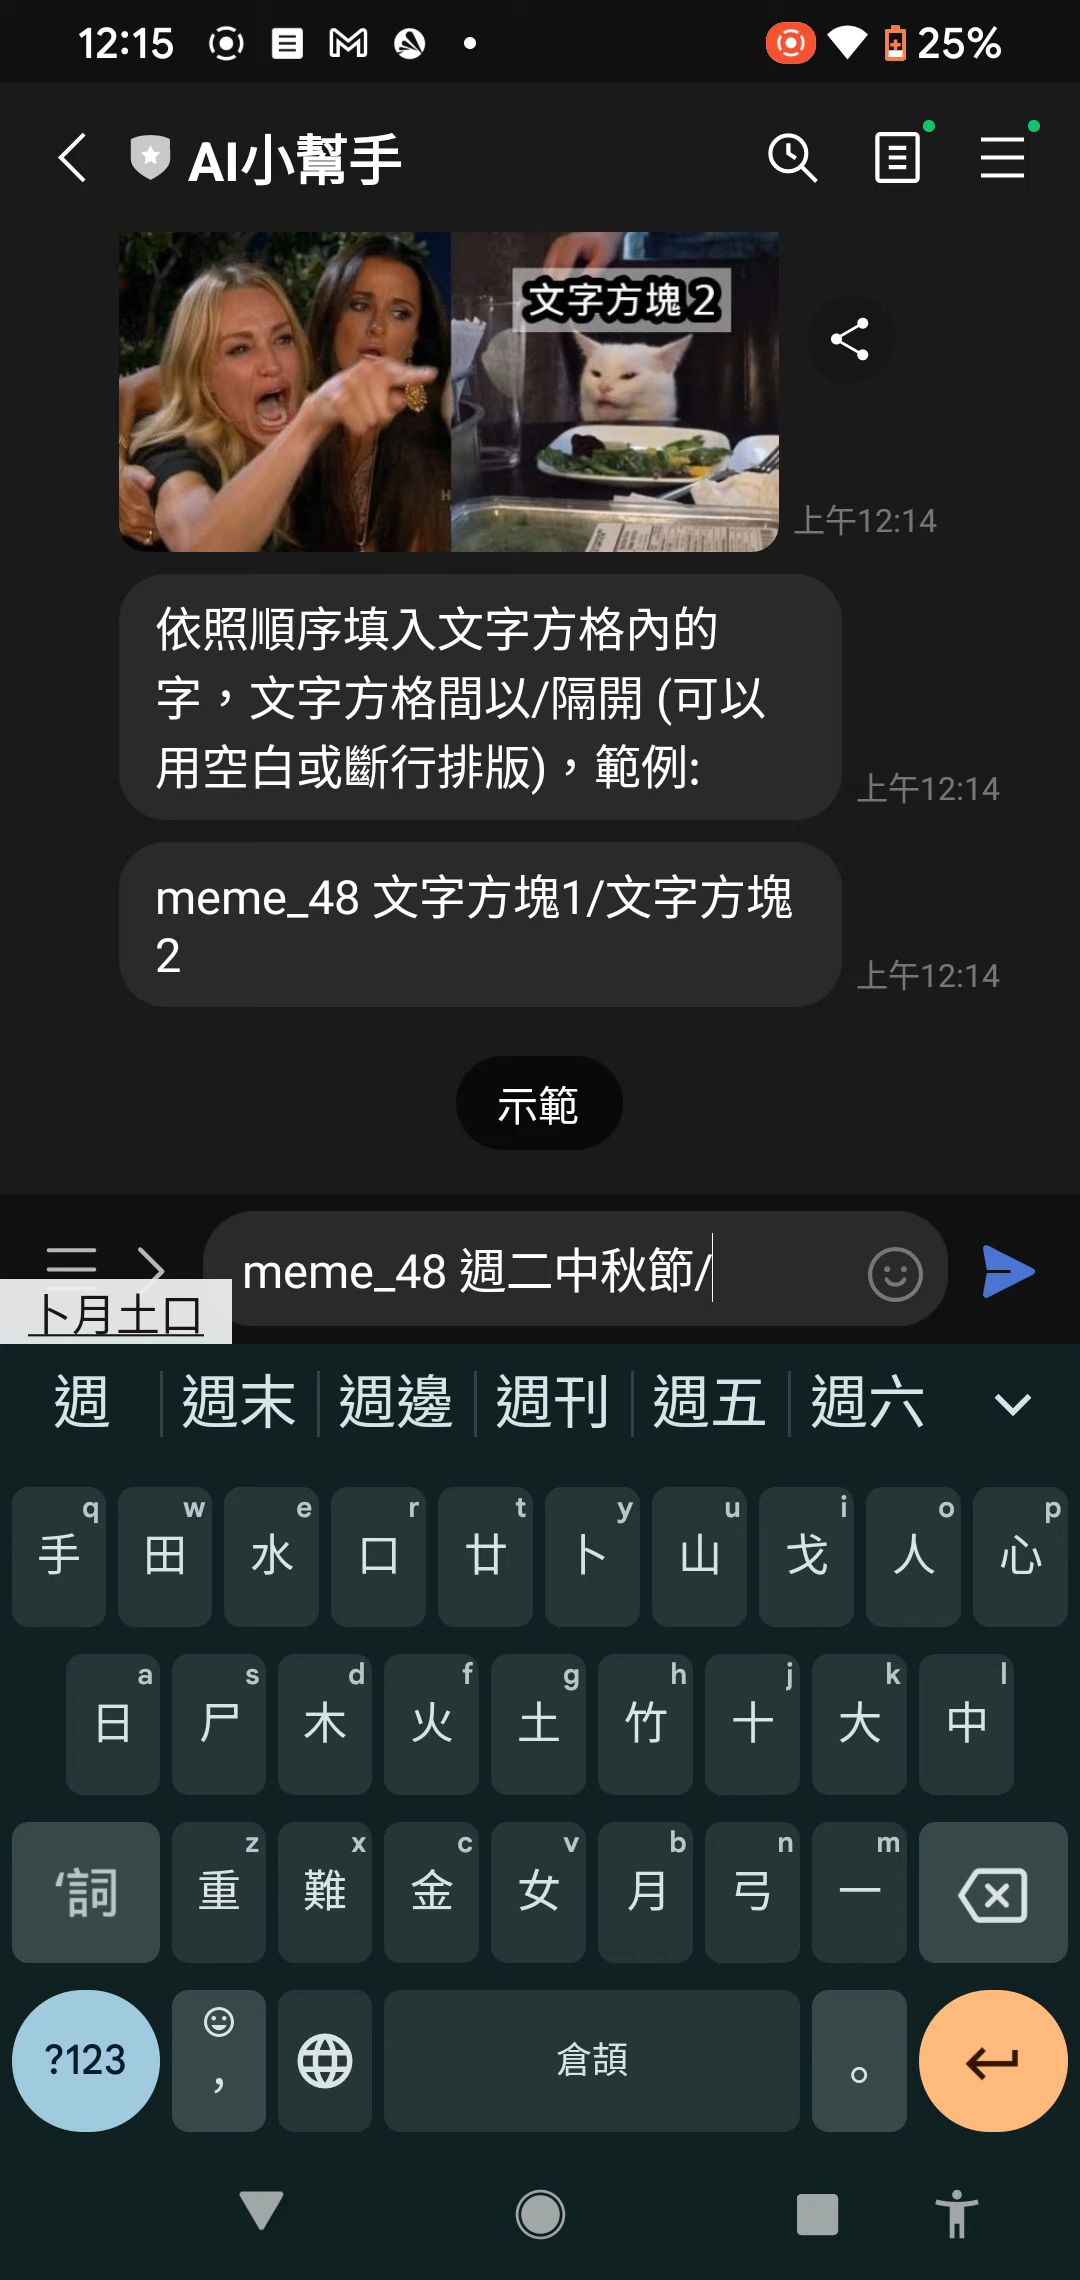 12:15
25%
AI小幫手
文字方塊 2
上午12:14
依照順序填入文字方格內的
字，文字方格間以/隔開 (可以
用空白或斷行排版)，範例:
上午12:14
meme_48 文字方塊1/文字方塊
2
上午12:14
示範
meme_48 週二中秋節/
卜月土口
週 週末 週邊 週刊 週五 週六
q w e r t y u i o p
手 田 水 口 廿 卜 山 戈 人 心
a s d f g h j k l
日 尸 木 火 土 竹 十 大 中
z x c v b n m
‘詞 重 難 金 女 月 弓 一
?123 ， 倉頡 。